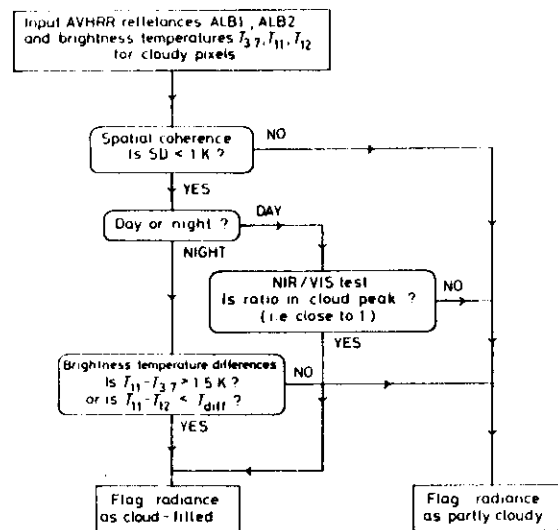 Input AVHRR reflectances ALB1, ALB2
and brightness temperatures T3 7, T11, T12
for cloudy pixels
Spatial coherence
Is SD < 1 K ?
NO
YES
Day or night ?
DAY
NIGHT
NIR/VIS test
Is ratio in cloud peak ?
(i.e close to 1)
NO
YES
Brightness temperature differences
Is T11 - T3 7 > 1 5 K ?
or is T11 - T12 < Tdiff ?
NO
YES
Flag radiance
as cloud-filled
Flag radiance
as partly cloudy